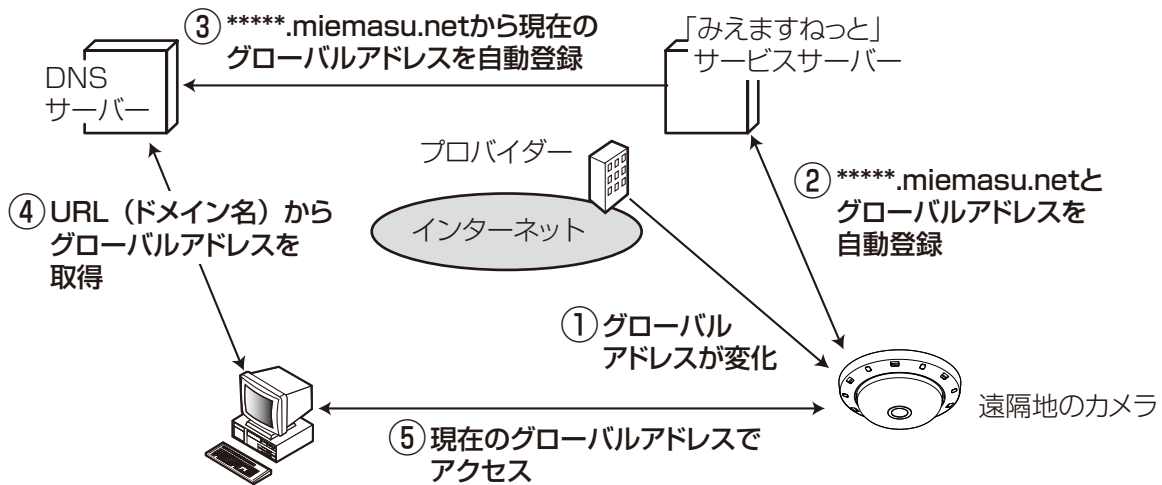 ③*****.miemasu.netから現在の
グローバルアドレスを自動登録
「みえますねっと」
サービスサーバー
DNS
サーバー
プロバイダー
インターネット
②*****.miemasu.netと
グローバルアドレスを
自動登録
④URL（ドメイン名）から
グローバルアドレスを
取得
①グローバル
アドレスが変化
遠隔地のカメラ
⑤現在のグローバルアドレスで
アクセス